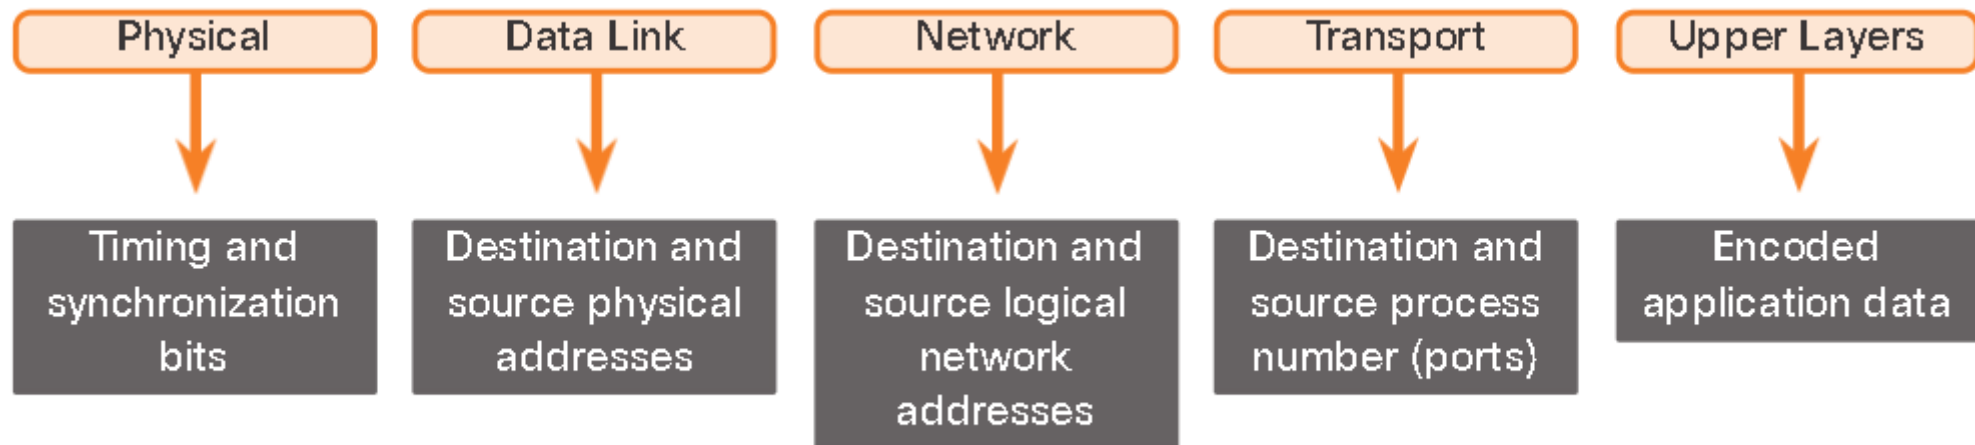 Physical
Data Link
Network
Transport
Upper Layers
Timing and
synchronization
bits
Destination and
source physical
addresses
Destination and
source logical
network
addresses
Destination and
source process
number (ports)
Encoded
application data